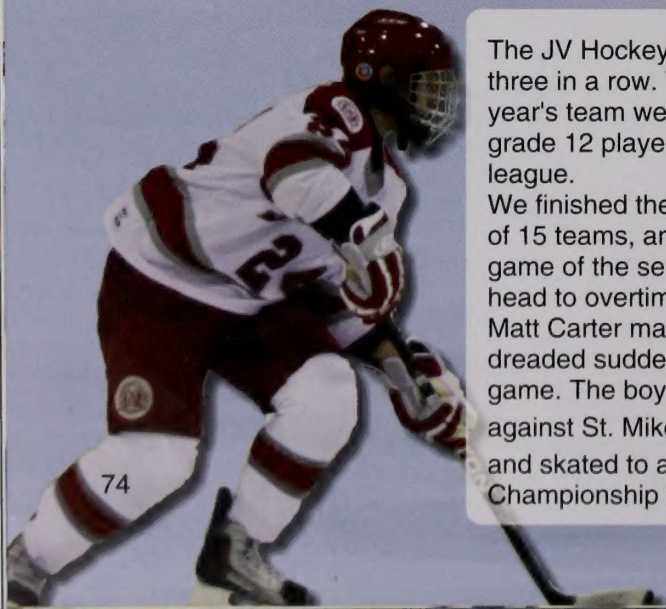 The JV Hockey
three in a row.
year's team we
grade 12 playe
league.
We finished the
of 15 teams, ar
game of the se
head to overtim
Matt Carter ma
dreaded sudde
game. The boy
against St. Mik
and skated to a
Championship
24
74